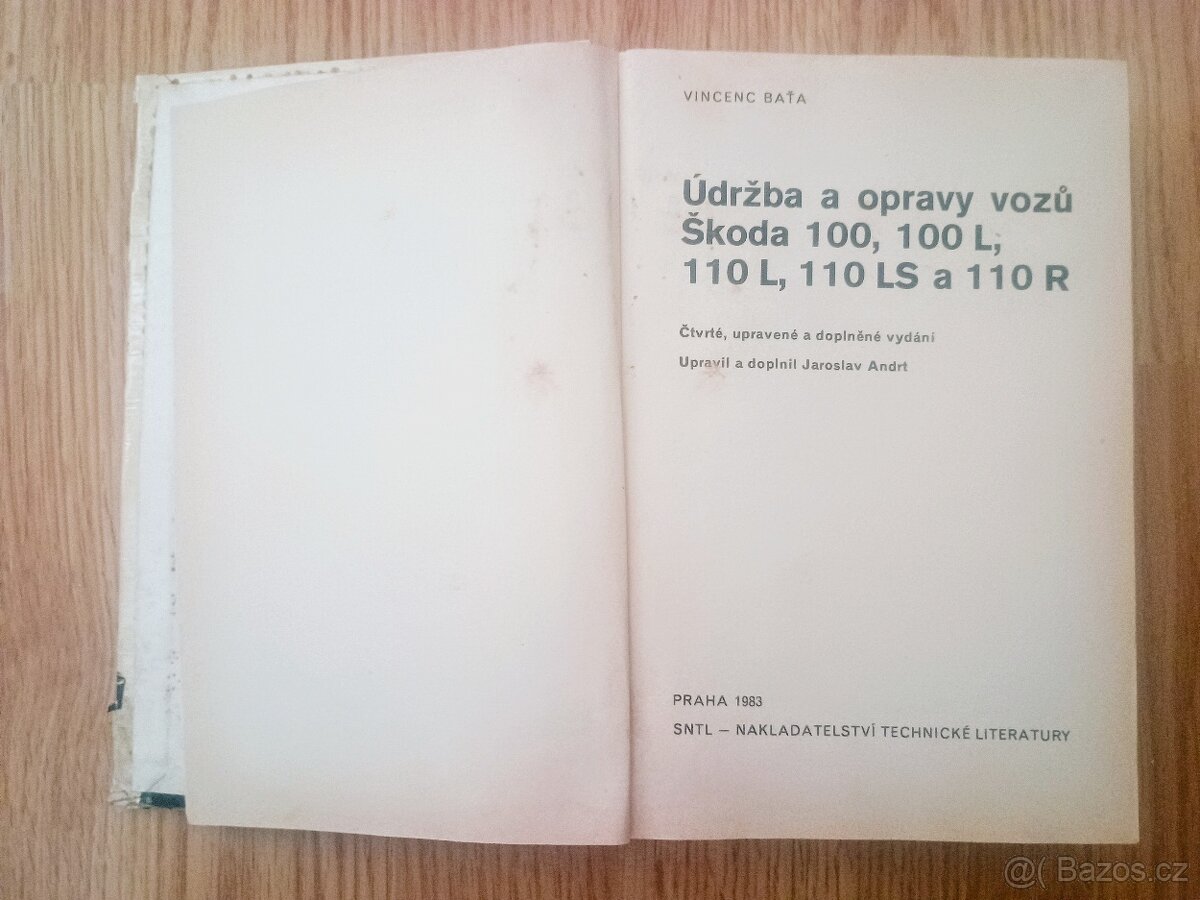 VINCENC BAŤA
Údržba a opravy vozů
Škoda 100, 100 L,
110 L, 110 LS a 110 R
Čtvrté, upravené a doplněné vydání
Upravil a doplnil Jaroslav Andrt
PRAHA 1983
SNTL – NAKLADATELSTVÍ TECHNICKÉ LITERATURY
@( Bazos.cz